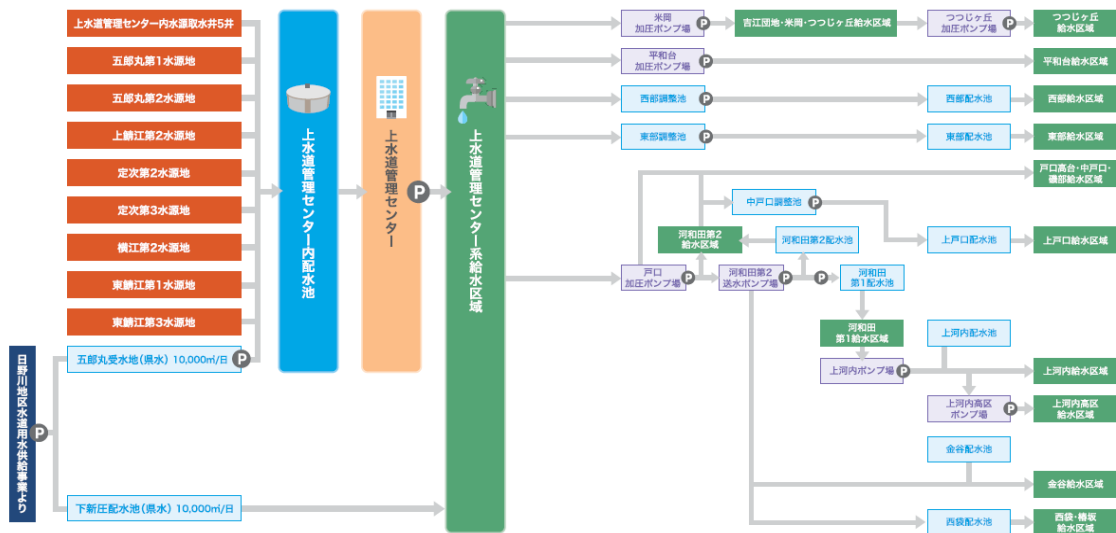 上水道管理センター内水源取水井5井
五郎丸第1水源地
五郎丸第2水源地
上鯖江第2水源地
定次第2水源地
定次第3水源地
横江第2水源地
東鯖江第1水源地
東鯖江第3水源地
五郎丸受水地(県水) 10,000㎥/日
P
日野川地区水道用水供給事業より
P
下新庄配水池(県水) 10,000㎥/日
上水道管理センター内配水池
上水道管理センター
P
上水道管理センター系給水区域
米岡
加圧ポンプ場
P
吉江団地・米岡・つつじヶ丘給水区域
つつじヶ丘
加圧ポンプ場
P
つつじヶ丘
給水区域
平和台
加圧ポンプ場
P
平和台給水区域
西部調整池
P
西部配水池
西部給水区域
東部調整池
P
東部配水池
東部給水区域
戸口高台・中戸口・
磯部給水区域
中戸口調整池
P
河和田第2
給水区域
河和田第2配水池
上戸口配水池
上戸口給水区域
戸口
加圧ポンプ場
P
河和田第2
送水ポンプ場
P
P
河和田
第1配水池
河和田
第1給水区域
上河内配水池
上河内ポンプ場
P
上河内給水区域
上河内高区
ポンプ場
P
上河内高区
給水区域
金谷配水池
金谷給水区域
西袋配水池
西袋・椿坂
給水区域